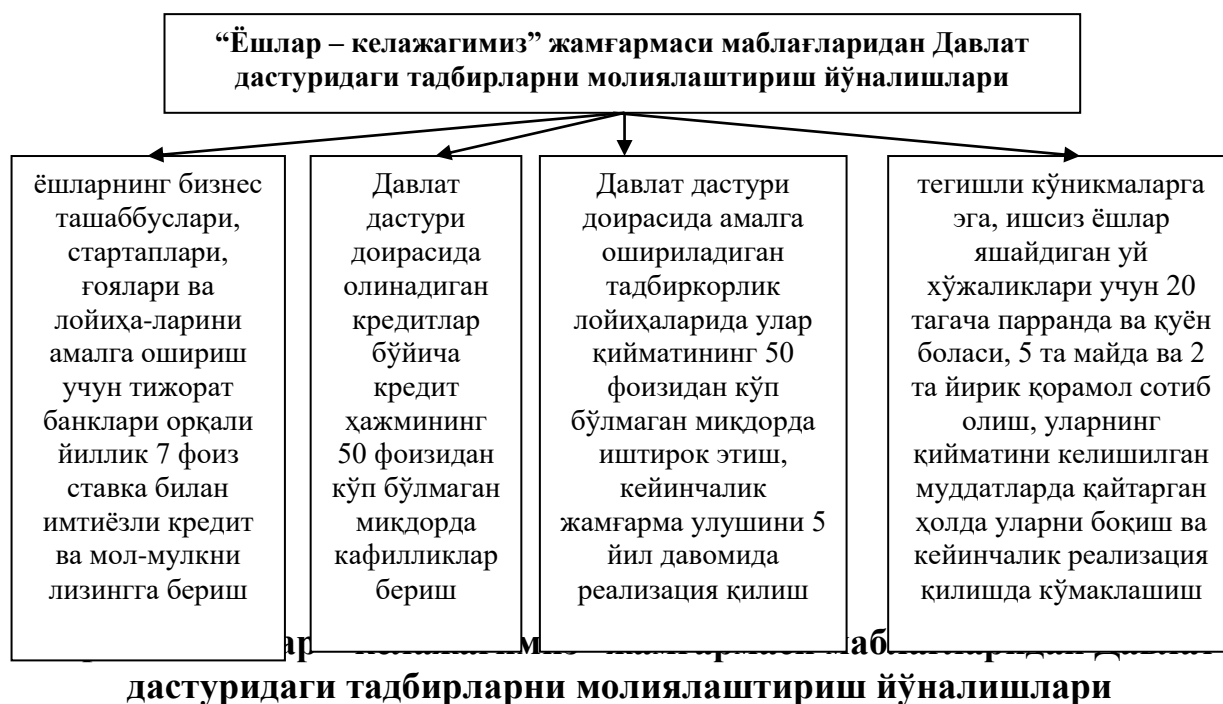 “Ёшлар – келажагимиз” жамғармаси маблағларидан Давлат
дастуридаги тадбирларни молиялаштириш йўналишлари
ёшларнинг бизнес
ташаббуслари,
стартаплари,
ғоялари ва
лойиҳа-ларини
амалга ошириш
учун тижорат
банклари орқали
йиллик 7 фоиз
ставка билан
имтиёзли кредит
ва мол-мулкни
лизингга бериш
Давлат
дастури
доирасида
олинадиган
кредитлар
бўйича
кредит
ҳажмининг
50 фоизидан
кўп бўлмаган
миқдорда
кафилликлар
бериш
Давлат дастури
доирасида амалга
ошириладиган
тадбиркорлик
лойиҳаларида улар
қийматининг 50
фоизидан кўп
бўлмаган миқдорда
иштирок этиш,
кейинчалик
жамғарма улушини 5
йил давомида
реализация қилиш
тегишли кўникмаларга
эга, ишсиз ёшлар
яшайдиган уй
хўжаликлари учун 20
тагача парранда ва қуён
боласи, 5 та майда ва 2
та йирик қорамол сотиб
олиш, уларнинг
қийматини келишилган
муддатларда қайтарган
ҳолда уларни боқиш ва
кейинчалик реализация
қилишда кўмаклашиш
дастуридаги тадбирларни молиялаштириш йўналишлари